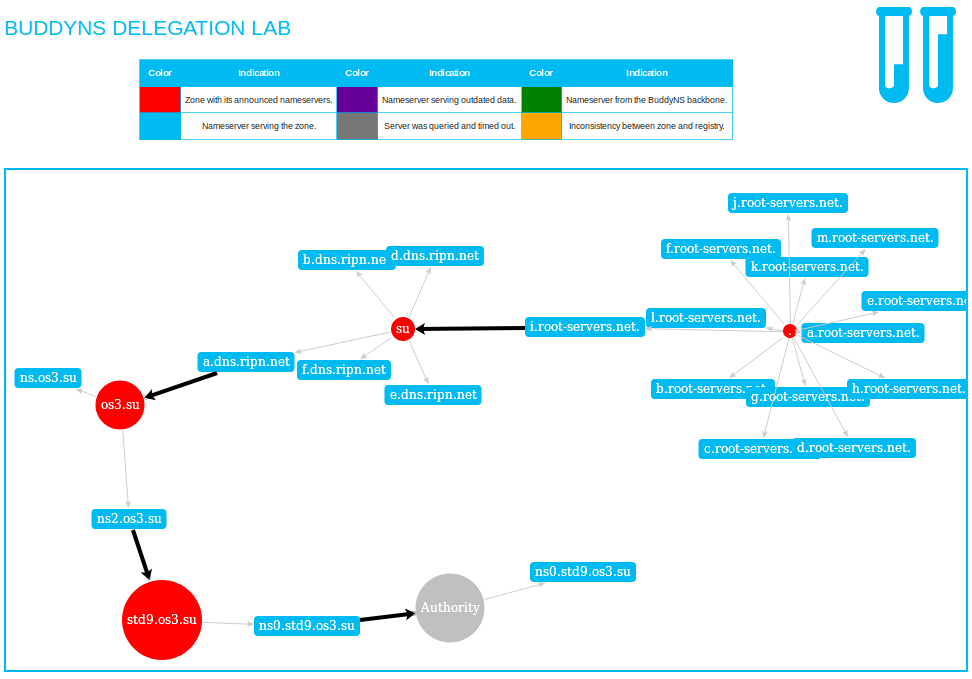 BUDDYNS DELEGATION LAB
Color Indication Color Indication Color Indication
Zone with its announced nameservers. Nameserver serving outdated data. Nameserver from the BuddyNS backbone.
Nameserver serving the zone. Server was queried and timed out. Inconsistency between zone and registry.
j.root-servers.net.
m.root-servers.net.
f.root-servers.net.
b.dns.ripn.ne
d.dns.ripn.net
k.root-servers.net.
e.root-servers.ne
l.root-servers.net.
su
i.root-servers.net.
.
a.root-servers.net.
a.dns.ripn.net
f.dns.ripn.net
ns.os3.su
b.root-servers.net.
h.root-servers.net.
e.dns.ripn.net
g.root-servers.net.
os3.su
c.root-servers.
d.root-servers.net.
ns2.os3.su
ns0.std9.os3.su
Authority
std9.os3.su
ns0.std9.os3.su